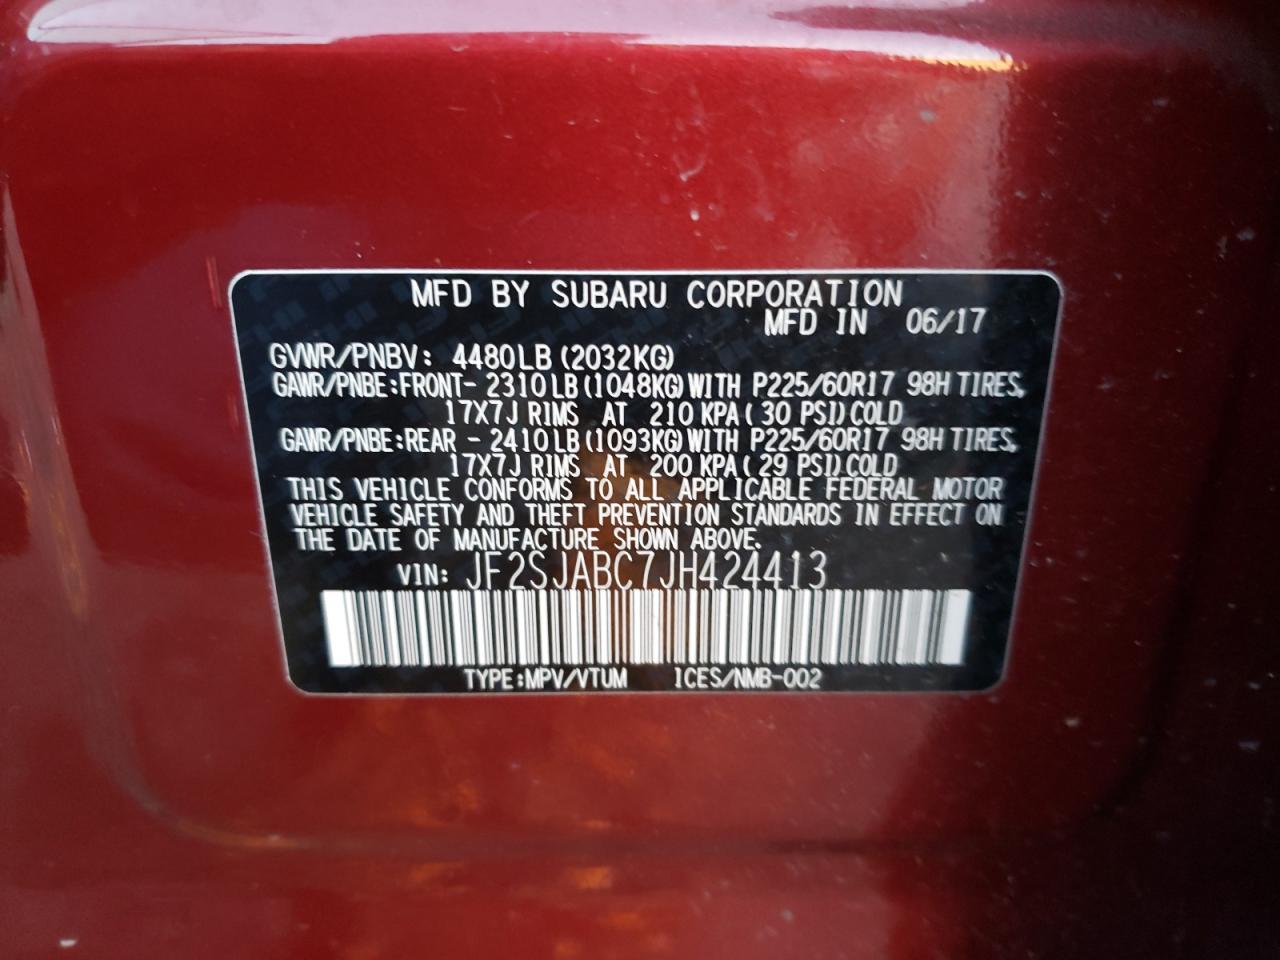 MFD BY SUBARU CORPORATION
MFD IN 06/17
GVWR/PNBV: 4480LB (2032KG)
GAWR/PNBE:FRONT- 2310LB (1048KG) WITH P225/60R17 98H TIRES,
17X7J RIMS AT 210 KPA ( 30 PSI) COLD
GAWR/PNBE:REAR - 2410LB (1093KG) WITH P225/60R17 98H TIRES,
17X7J RIMS AT 200 KPA ( 29 PSI) COLD
THIS VEHICLE CONFORMS TO ALL APPLICABLE FEDERAL MOTOR
VEHICLE SAFETY AND THEFT PREVENTION STANDARDS IN EFFECT ON
THE DATE OF MANUFACTURE SHOWN ABOVE.
VIN: JF2SJABC7JH424413
TYPE:MPV/VTUM ICES/NMB-002